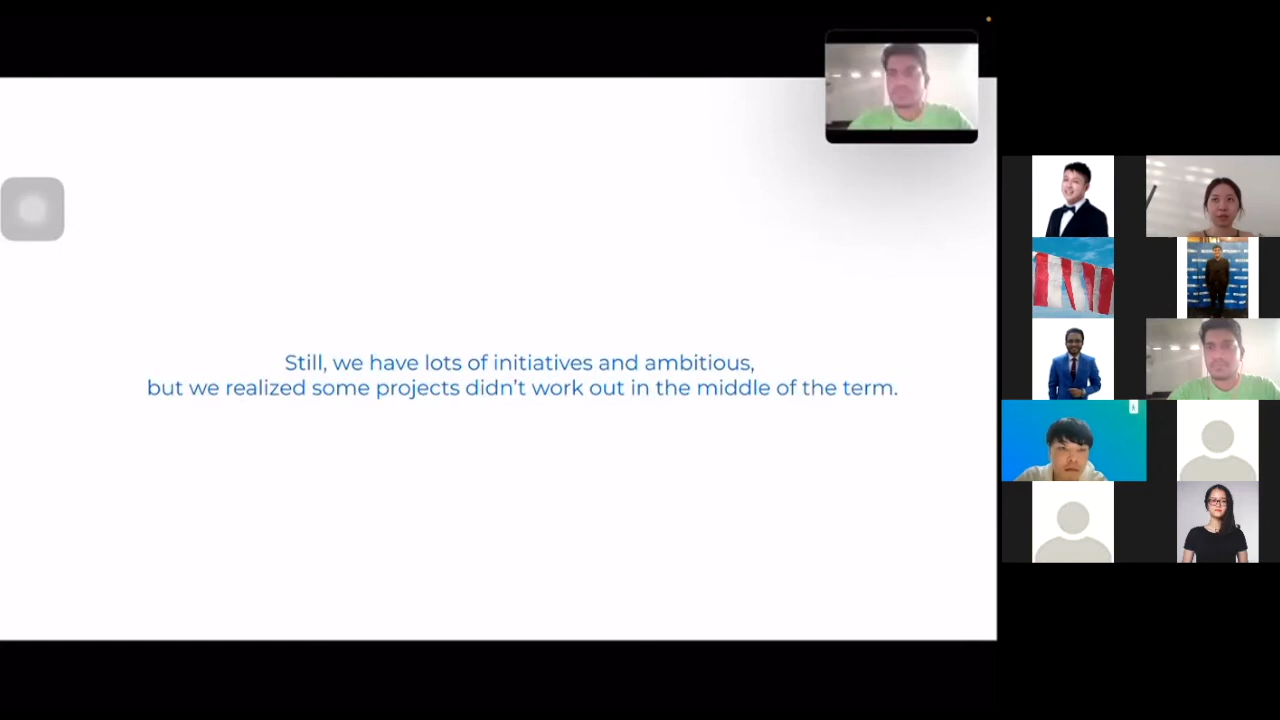 Still, we have lots of initiatives and ambitious,
but we realized some projects didn’t work out in the middle of the term.